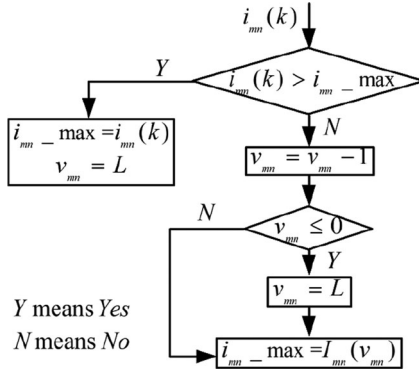 i_mn(k)
Y
i_mn(k) > i_mn_max
i_mn_max = i_mn(k)
v_mn = L
N
v_mn = v_mn − 1
N
v_mn ≤ 0
Y
v_mn = L
Y means Yes
N means No
i_mn_max = I_mn(v_mn)